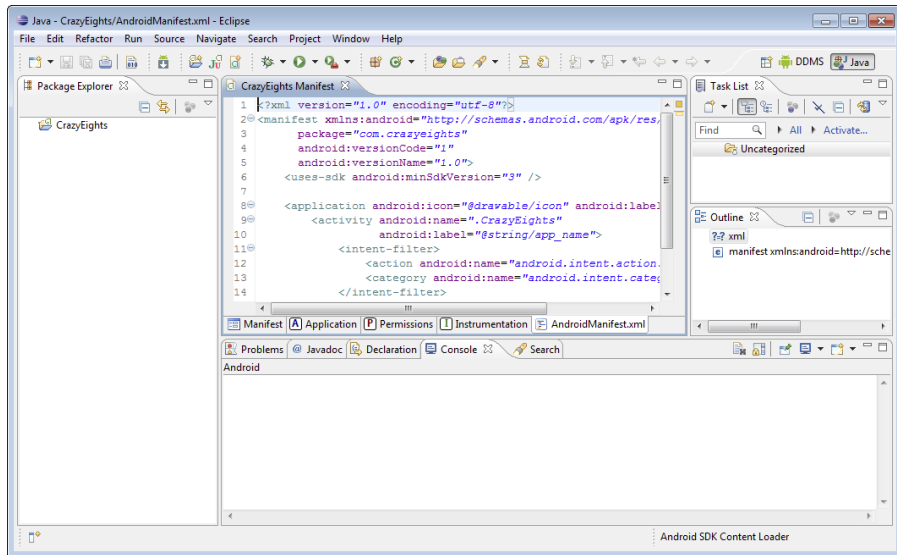 Java - CrazyEights/AndroidManifest.xml - Eclipse
File Edit Refactor Run Source Navigate Search Project Window Help
DDMS Java
Package Explorer
CrazyEights
CrazyEights Manifest
1 <?xml version="1.0" encoding="utf-8"?>
2 <manifest xmlns:android="http://schemas.android.com/apk/res/
3 package="com.crazyeights"
4 android:versionCode="1"
5 android:versionName="1.0">
6 <uses-sdk android:minSdkVersion="3" />
7
8 <application android:icon="@drawable/icon" android:label
9 <activity android:name=".CrazyEights"
10 android:label="@string/app_name">
11 <intent-filter>
12 <action android:name="android.intent.action.
13 <category android:name="android.intent.categ
14 </intent-filter>
Manifest Application Permissions Instrumentation AndroidManifest.xml
Task List
Find All Activate...
Uncategorized
Outline
?=? xml
e manifest xmlns:android=http://sche
Problems @ Javadoc Declaration Console Search
Android
Android SDK Content Loader